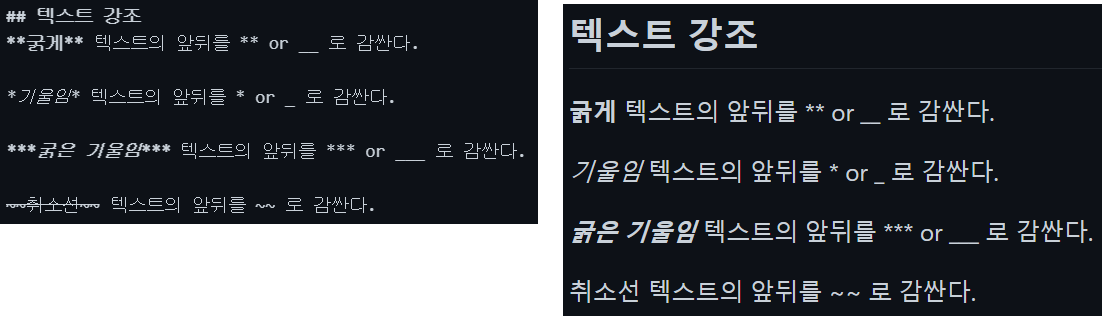 ## 텍스트 강조
**굵게** 텍스트의 앞뒤를 ** or __ 로 감싼다.
*기울임* 텍스트의 앞뒤를 * or _ 로 감싼다.
***굵은 기울임*** 텍스트의 앞뒤를 *** or ___ 로 감싼다.
~~취소선~~ 텍스트의 앞뒤를 ~~ 로 감싼다.
텍스트 강조
굵게 텍스트의 앞뒤를 ** or __ 로 감싼다.
기울임 텍스트의 앞뒤를 * or _ 로 감싼다.
굵은 기울임 텍스트의 앞뒤를 *** or ___ 로 감싼다.
취소선 텍스트의 앞뒤를 ~~ 로 감싼다.